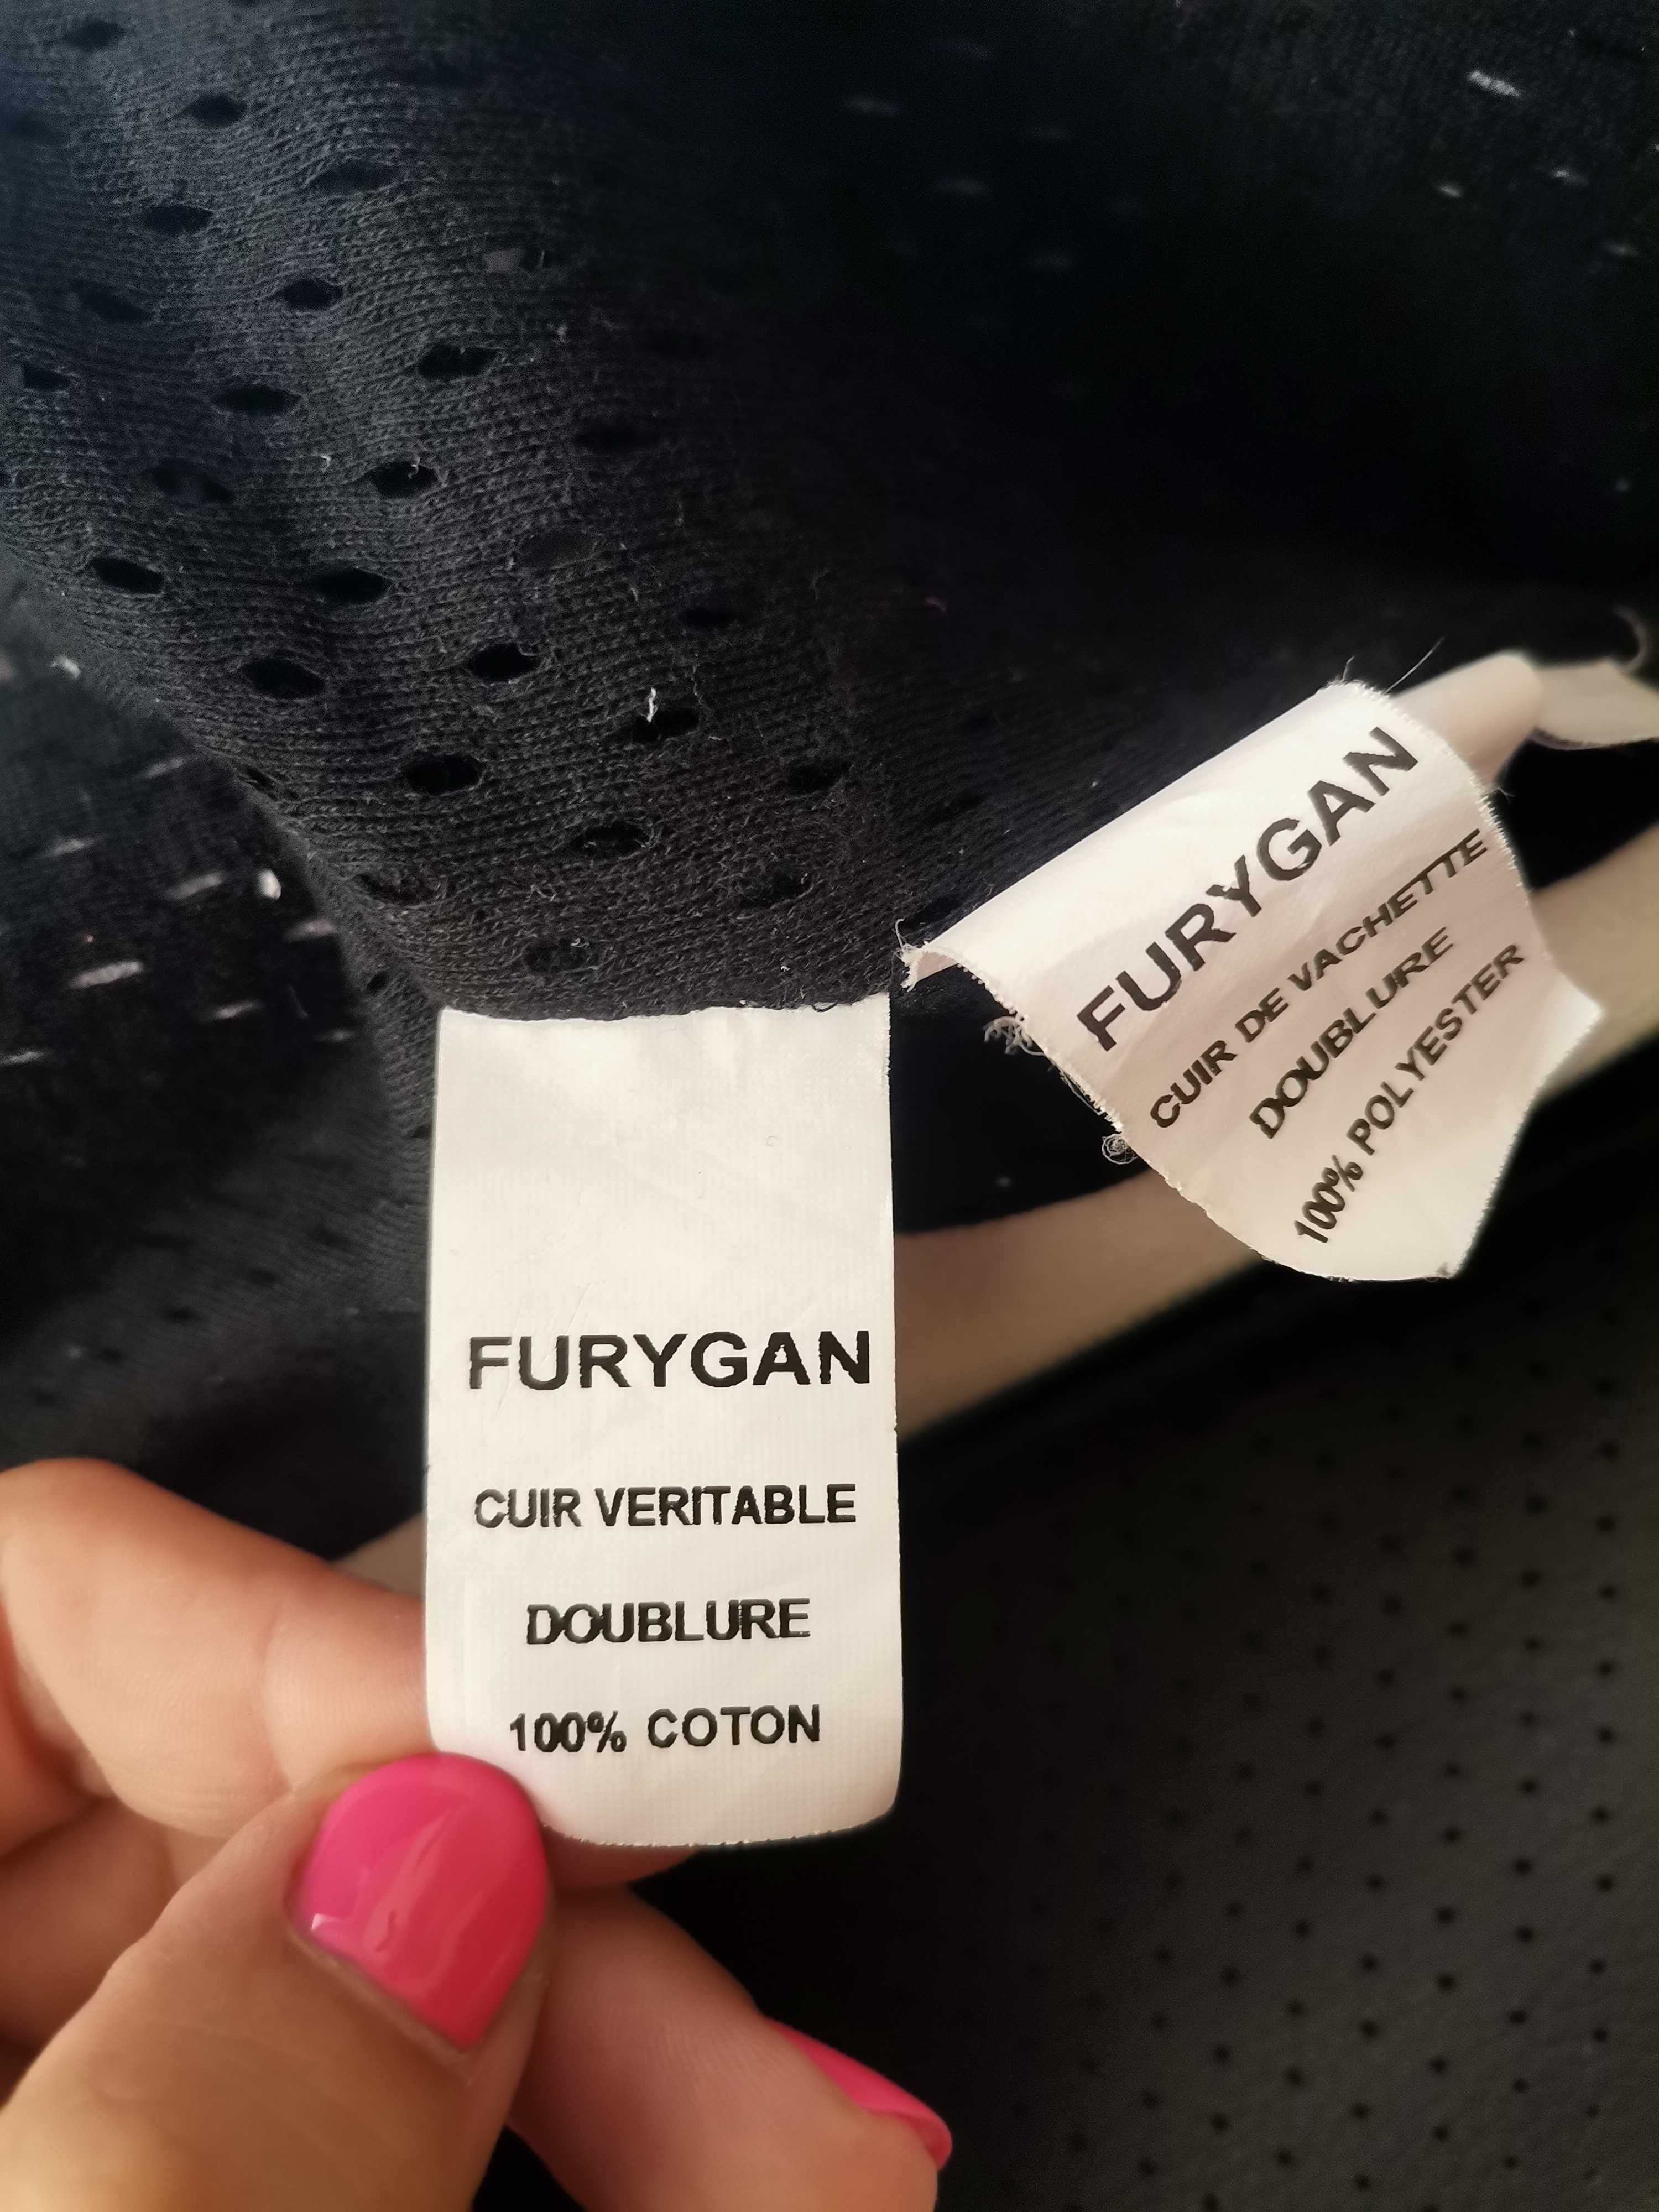 FURYGAN
CUIR VERITABLE
DOUBLURE
100% COTON
FURYGAN
CUIR DE VACHETTE
DOUBLURE
100% POLYESTER